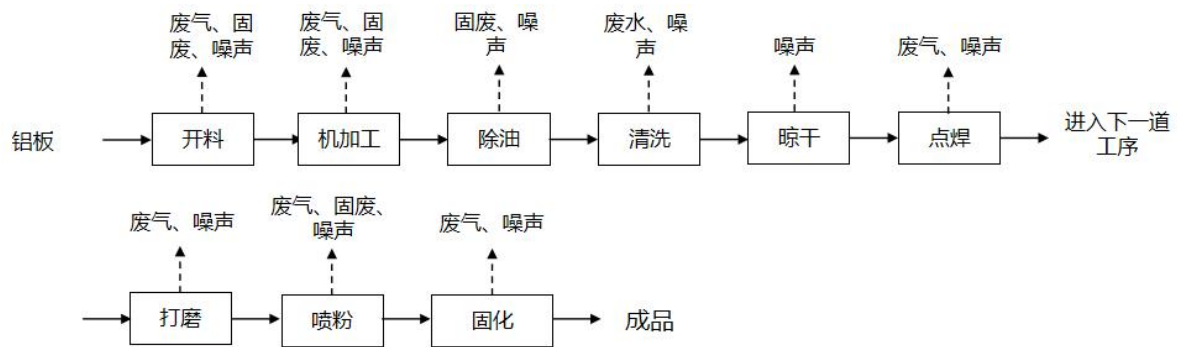 废气、固
废、噪声
废气、固
废、噪声
固废、噪
声
废水、噪
声
噪声
废气、噪声
铝板
开料
机加工
除油
清洗
晾干
点焊
进入下一道
工序
废气、噪声
废气、固废、
噪声
废气、噪声
打磨
喷粉
固化
成品